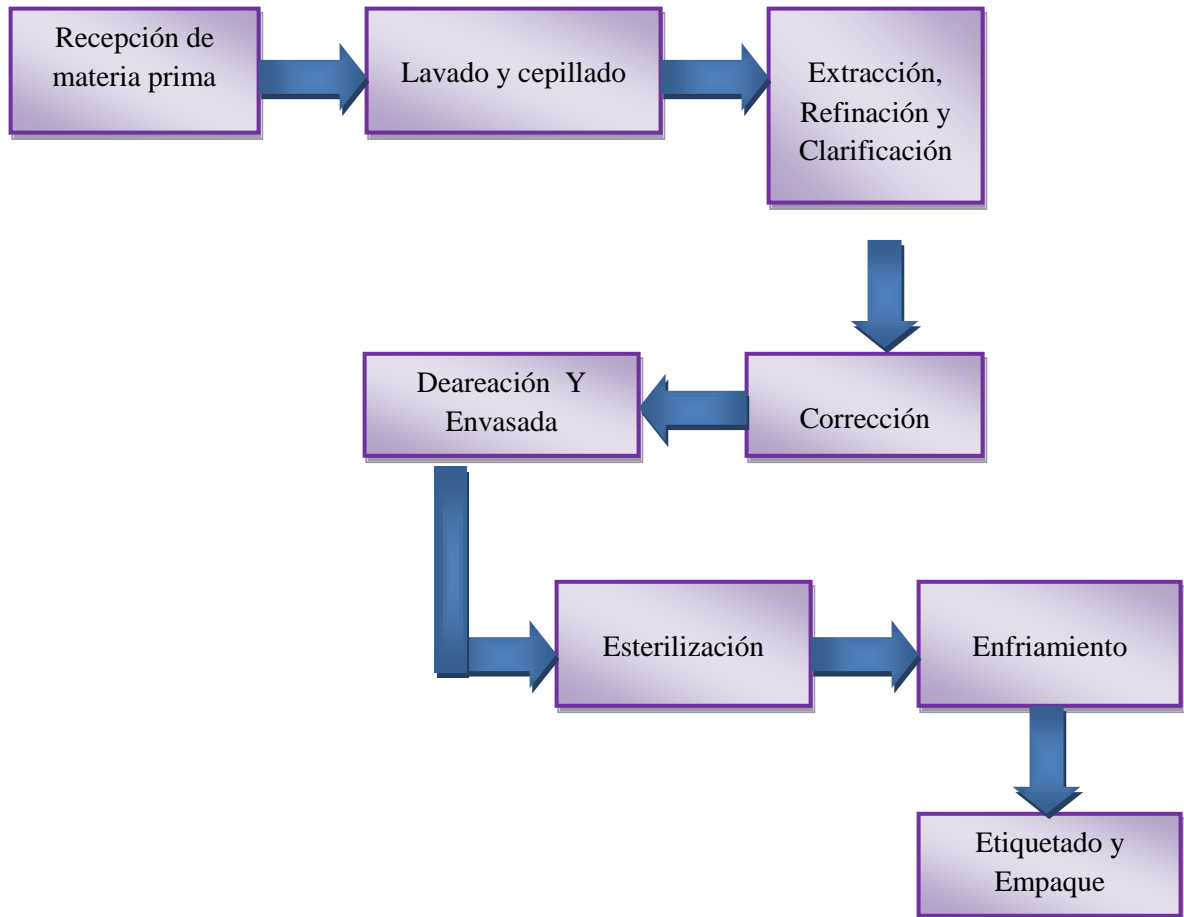 Recepción de
materia prima
Lavado y cepillado
Extracción,
Refinación y
Clarificación
Corrección
Deareación Y
Envasada
Esterilización
Enfriamiento
Etiquetado y
Empaque